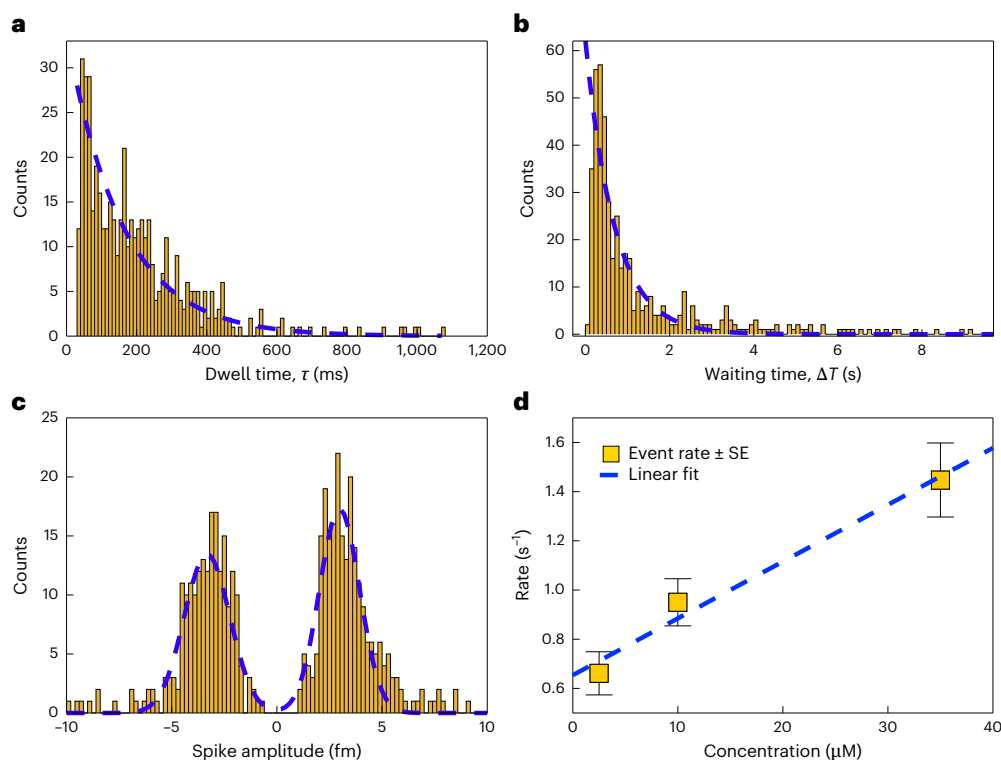 a
30
25
20
15
10
5
0
Counts
0 200 400 600 800 1,000 1,200
Dwell time, τ (ms)
b
60
50
40
30
20
10
0
Counts
0 2 4 6 8
Waiting time, ΔT (s)
c
25
20
15
10
5
0
Counts
–10 –5 0 5 10
Spike amplitude (fm)
d
1.6
1.4
1.2
1.0
0.8
0.6
Rate (s⁻¹)
Event rate ± SE
Linear fit
0 10 20 30 40
Concentration (μM)